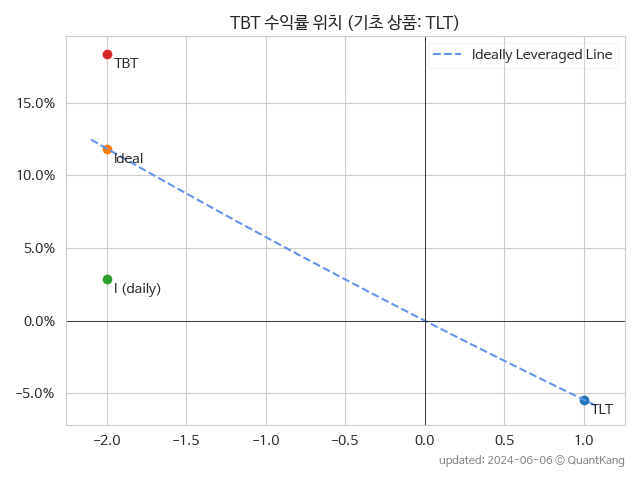 TBT 수익률 위치 (기초 상품: TLT)
Ideally Leveraged Line
TBT
15.0%
Ideal
10.0%
5.0%
I (daily)
0.0%
−5.0%
TLT
−2.0 −1.5 −1.0 −0.5 0.0 0.5 1.0
updated: 2024-06-06 © QuantKang